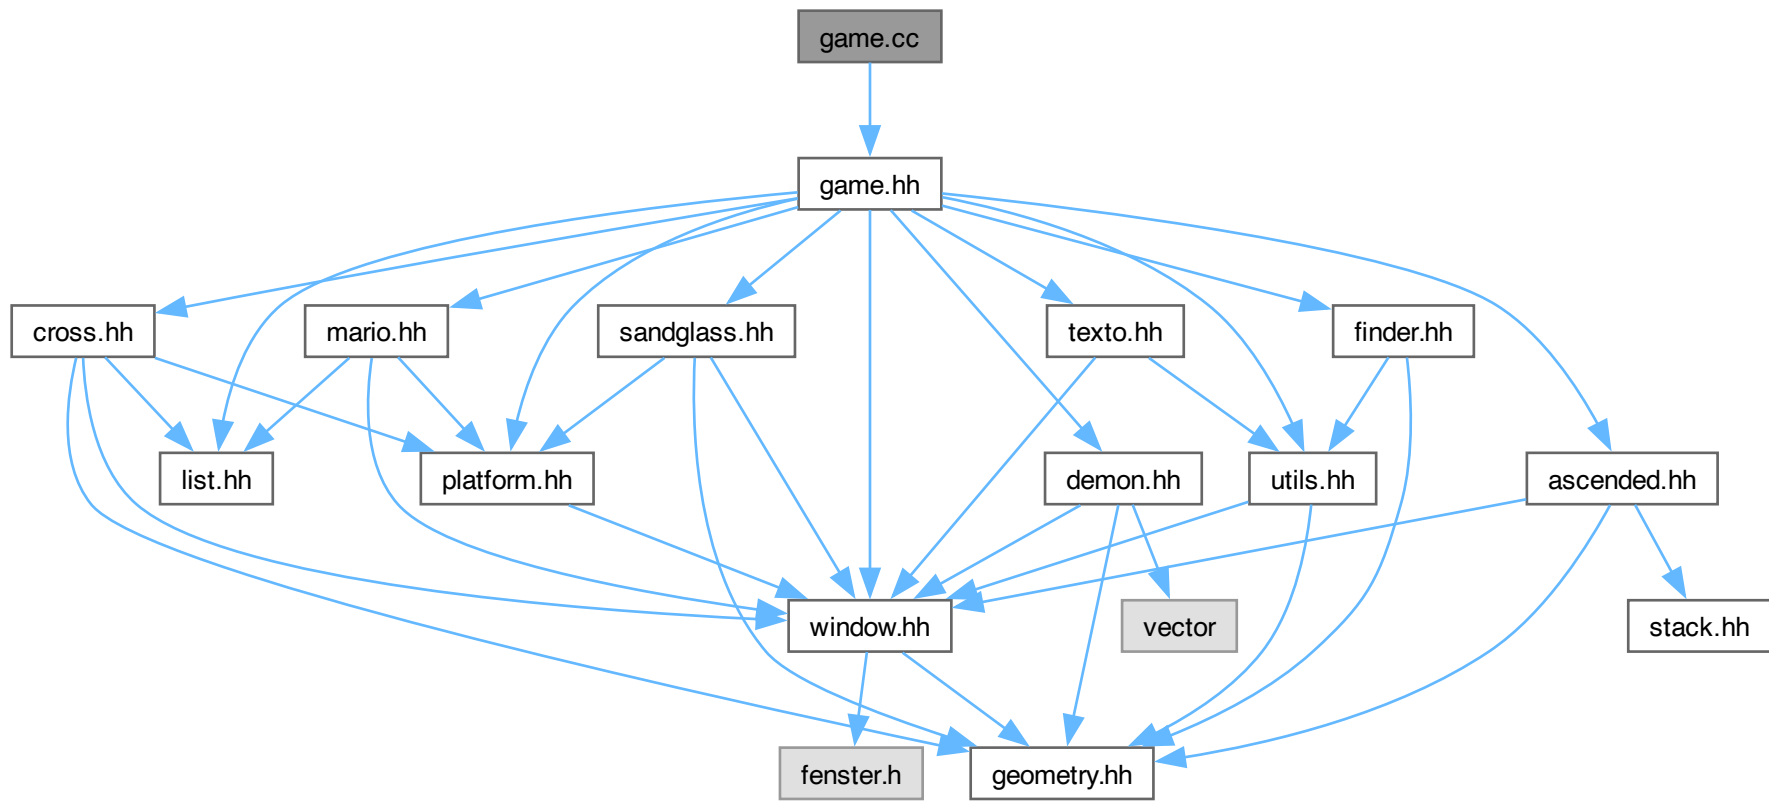 game.cc
game.hh
cross.hh
mario.hh
sandglass.hh
texto.hh
finder.hh
list.hh
platform.hh
demon.hh
utils.hh
ascended.hh
window.hh
vector
stack.hh
fenster.h
geometry.hh